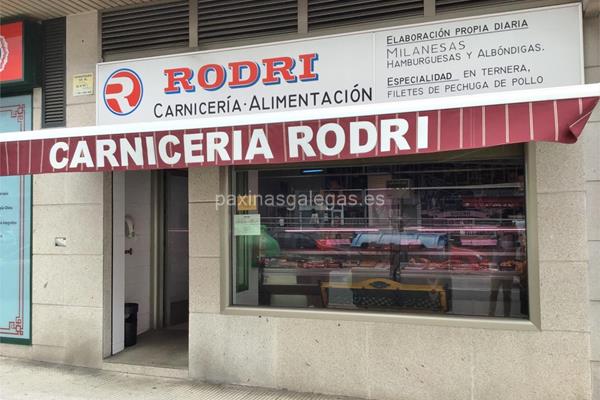 R
RODRI
CARNICERÍA·ALIMENTACIÓN
ELABORACIÓN PROPIA DIARIA
MILANESAS
HAMBURGUESAS Y ALBÓNDIGAS.
ESPECIALIDAD EN TERNERA,
FILETES DE PECHUGA DE POLLO
CARNICERIA RODRI
paxinasgalegas.es